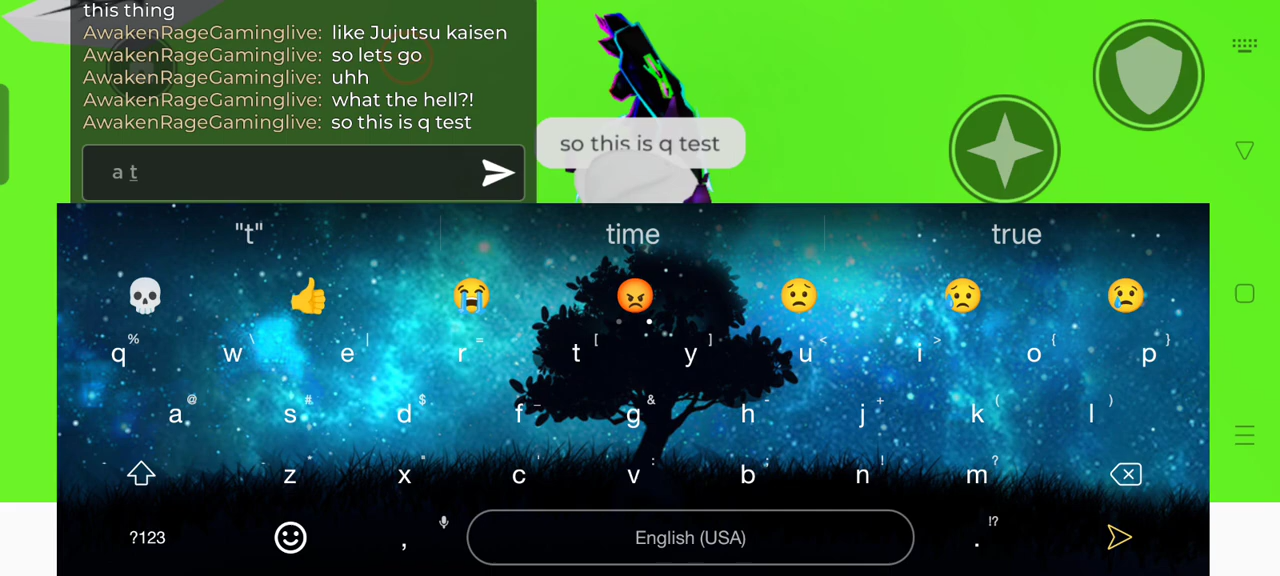 this thing
AwakenRageGaminglive: like Jujutsu kaisen
AwakenRageGaminglive: so lets go
AwakenRageGaminglive: uhh
AwakenRageGaminglive: what the hell?!
AwakenRageGaminglive: so this is q test
so this is q test
a t
"t" time true
q % w \ e | r = t [ y ] u < i > o { p }
a @ s # d $ f _ g & h - j + k ( l )
z * x " c ' v : b ; n ! m ?
?123 , English (USA) . !?